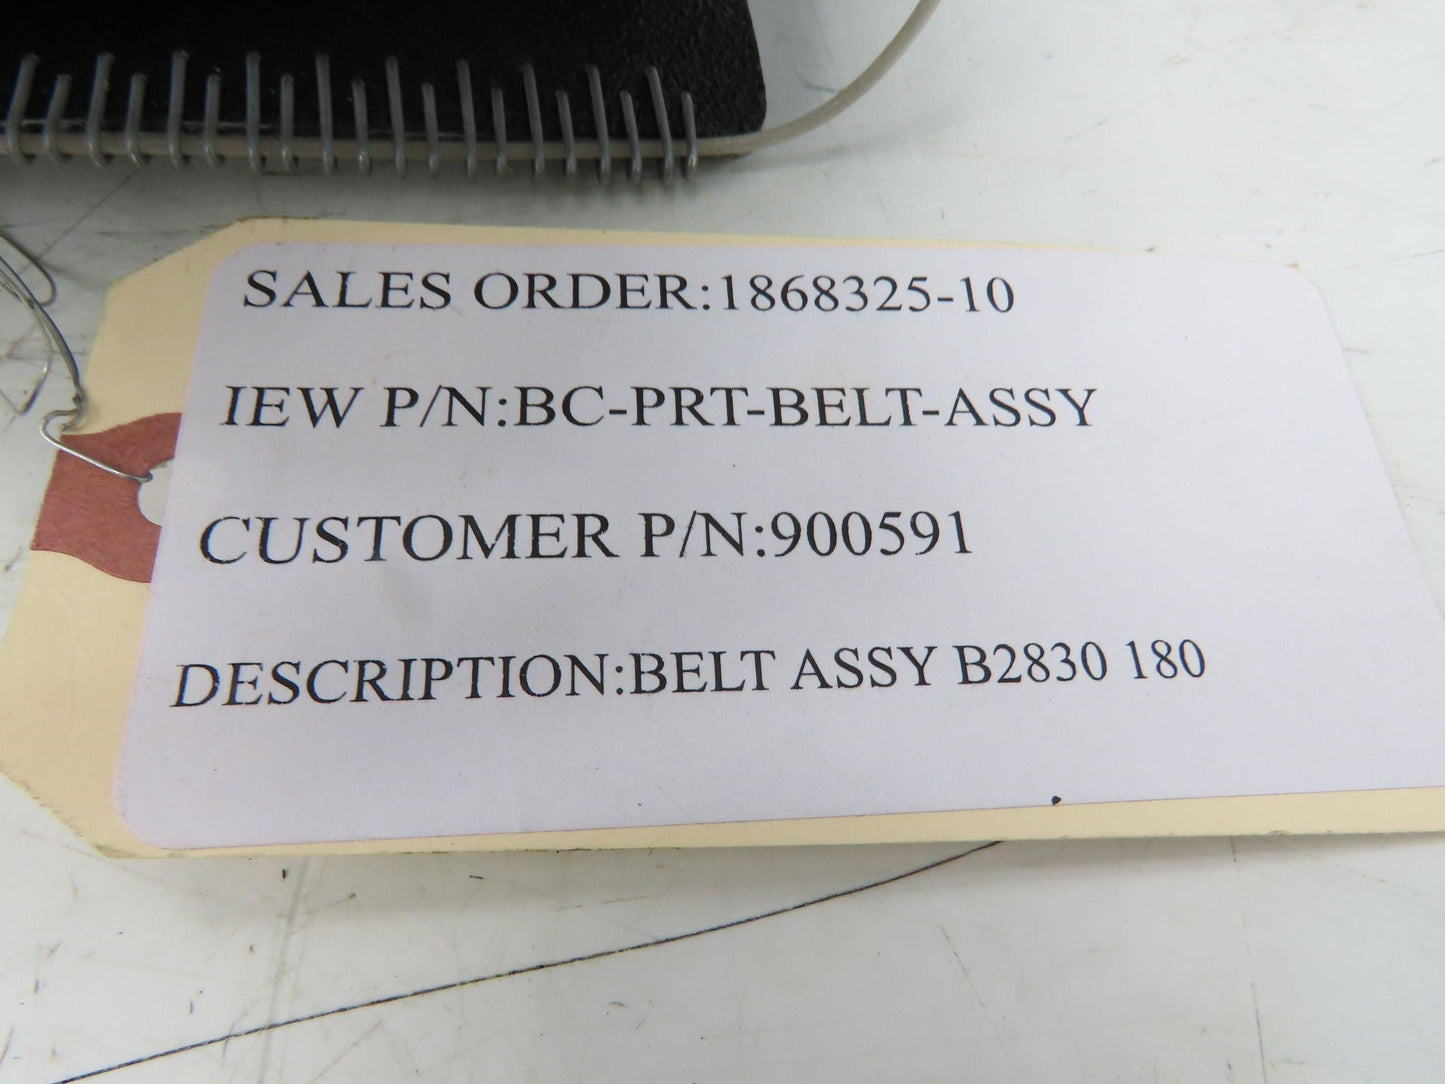 SALES ORDER:1868325-10
IEW P/N:BC-PRT-BELT-ASSY
CUSTOMER P/N:900591
DESCRIPTION:BELT ASSY B2830 180